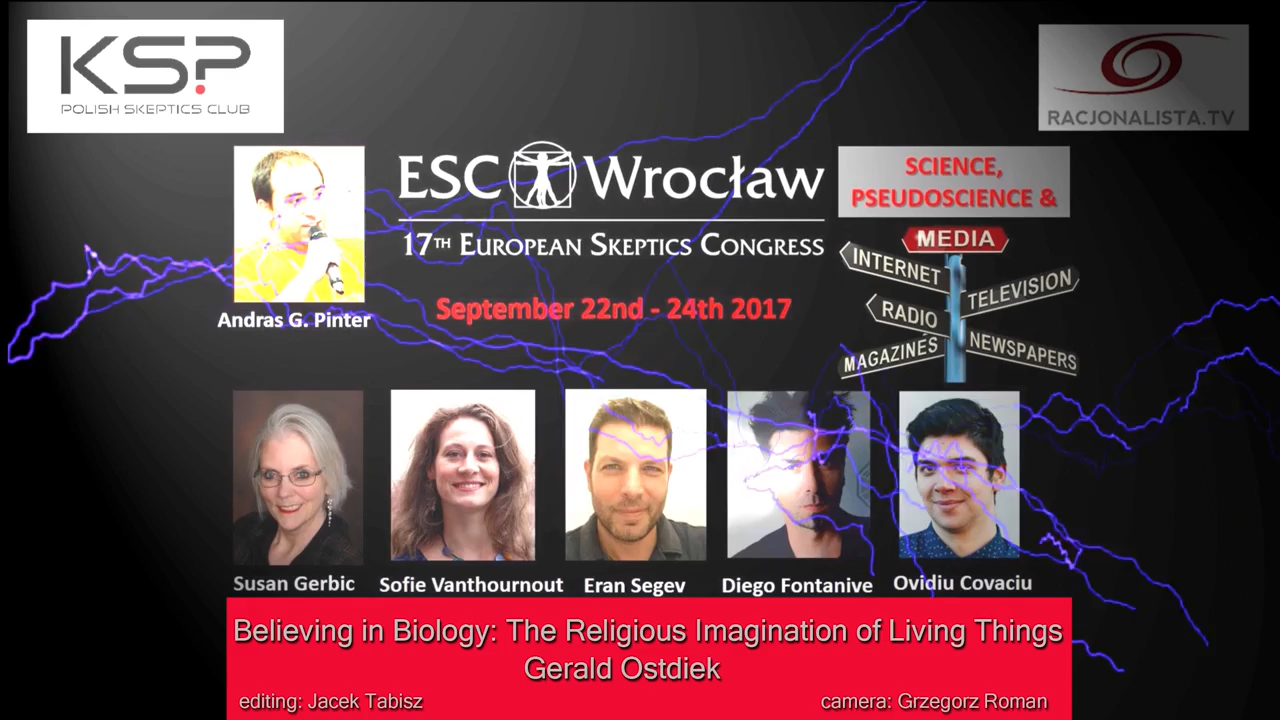 KSP
POLISH SKEPTICS CLUB
RACJONALISTA.TV
ESC Wrocław
17TH EUROPEAN SKEPTICS CONGRESS
September 22nd - 24th 2017
SCIENCE,
PSEUDOSCIENCE &
MEDIA
INTERNET
TELEVISION
RADIO
NEWSPAPERS
MAGAZINES
Andras G. Pinter
Susan Gerbic
Sofie Vanthournout
Eran Segev
Diego Fontanive
Ovidiu Covaciu
Believing in Biology: The Religious Imagination of Living Things
Gerald Ostdiek
editing: Jacek Tabisz
camera: Grzegorz Roman